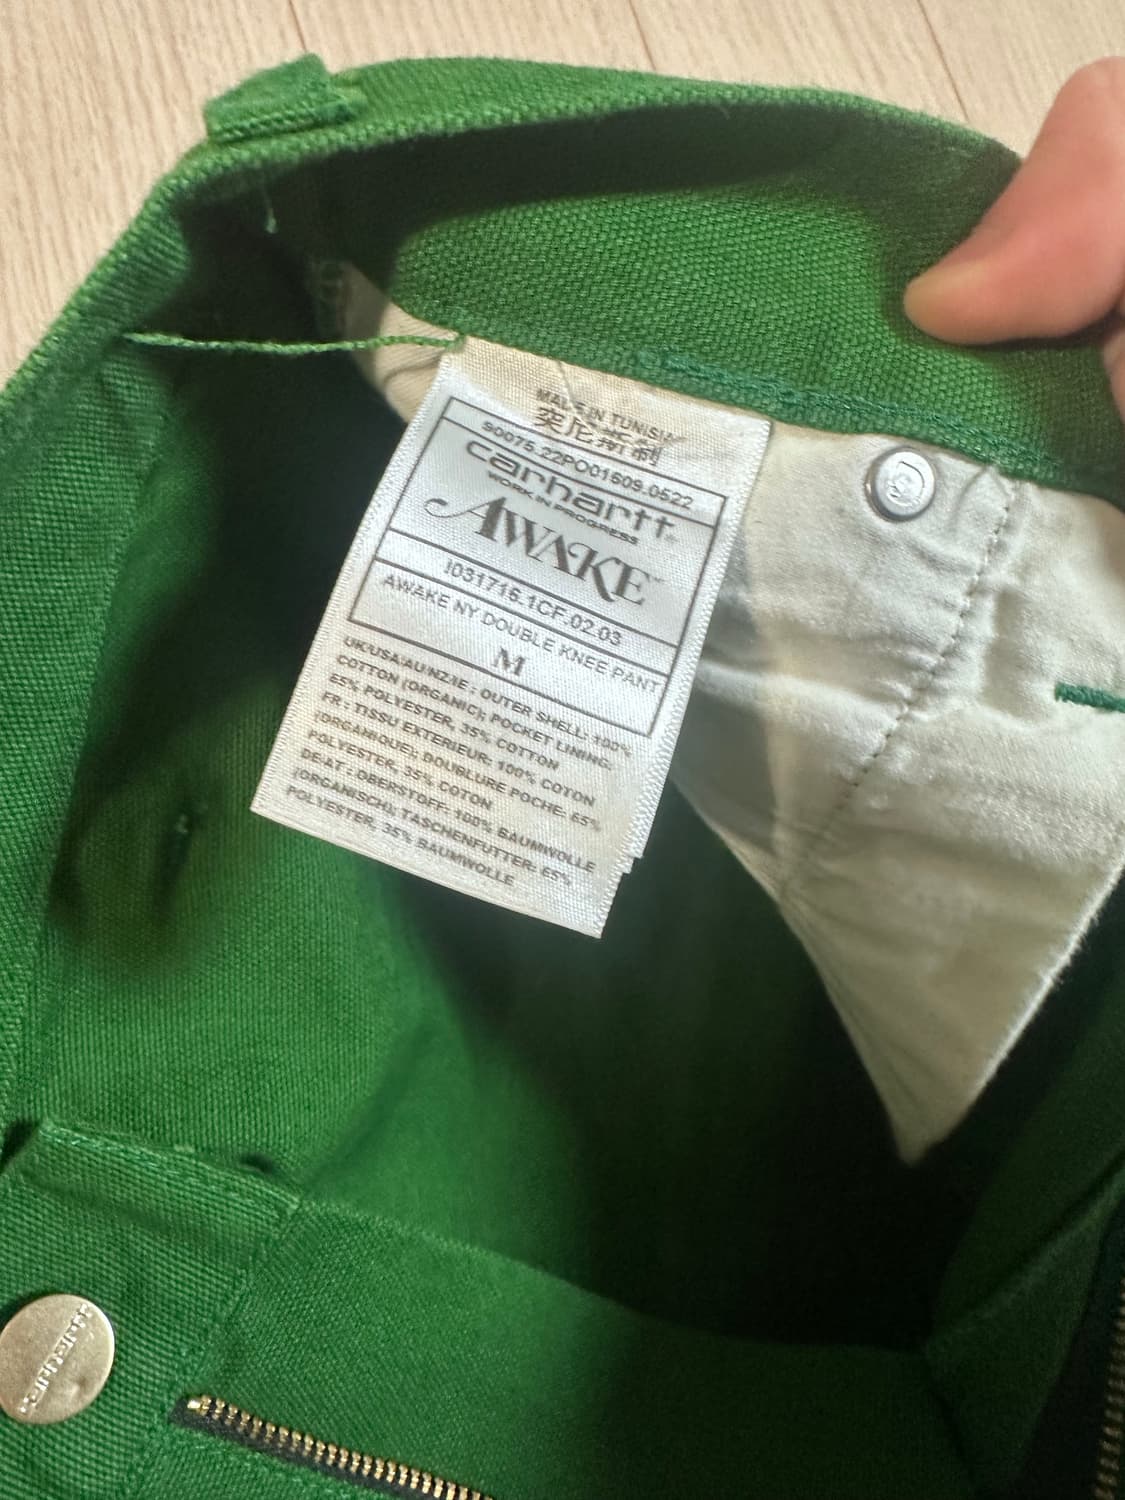 MADE IN TUNISIA
突尼斯制
S0075.22PO01609.0522
carhartt
WORK IN PROGRESS
AWAKE™
I031716.1CF.02.03
AWAKE NY DOUBLE KNEE PANT
M
UK/USA/AU/NZ/IE : OUTER SHELL: 100%
COTTON (ORGANIC); POCKET LINING:
65% POLYESTER, 35% COTTON
FR : TISSU EXTERIEUR: 100% COTON
(ORGANIQUE); DOUBLURE POCHE: 65%
POLYESTER, 35% COTON
DE/AT : OBERSTOFF: 100% BAUMWOLLE
(ORGANISCH); TASCHENFUTTER: 65%
POLYESTER, 35% BAUMWOLLE